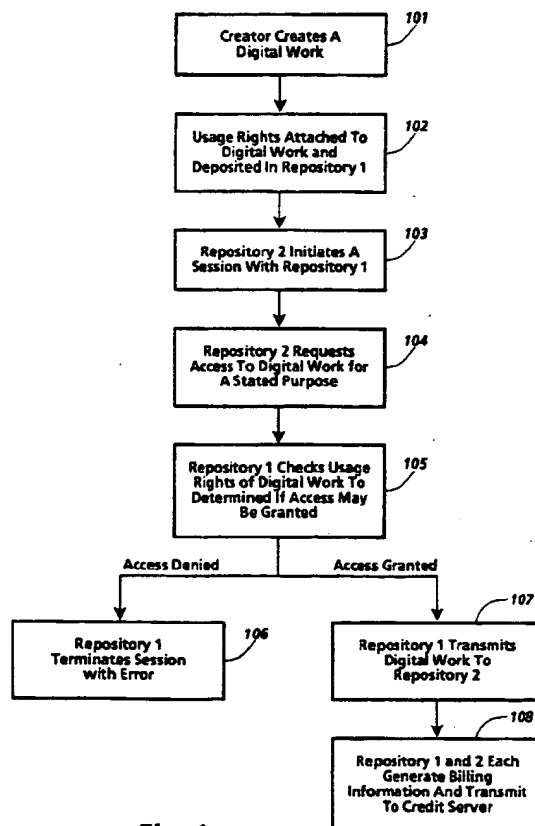 101
Creator Creates A
Digital Work
102
Usage Rights Attached To
Digital Work and
Deposited In Repository 1
103
Repository 2 Initiates A
Session With Repository 1
104
Repository 2 Requests
Access To Digital Work for
A Stated Purpose
105
Repository 1 Checks Usage
Rights of Digital Work To
Determined If Access May
Be Granted
Access Denied
Access Granted
106
Repository 1
Terminates Session
with Error
107
Repository 1 Transmits
Digital Work To
Repository 2
108
Repository 1 and 2 Each
Generate Billing
Information And Transmit
To Credit Server